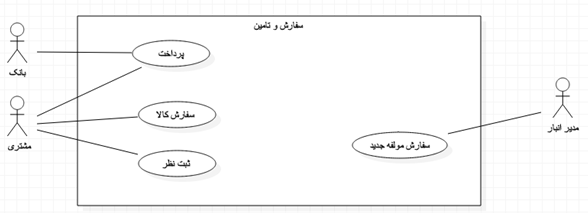 سفارش و تامین
پرداخت
بانک
سفارش کالا
مدیر انبار
مشتری
سفارش مولفه جدید
ثبت نظر